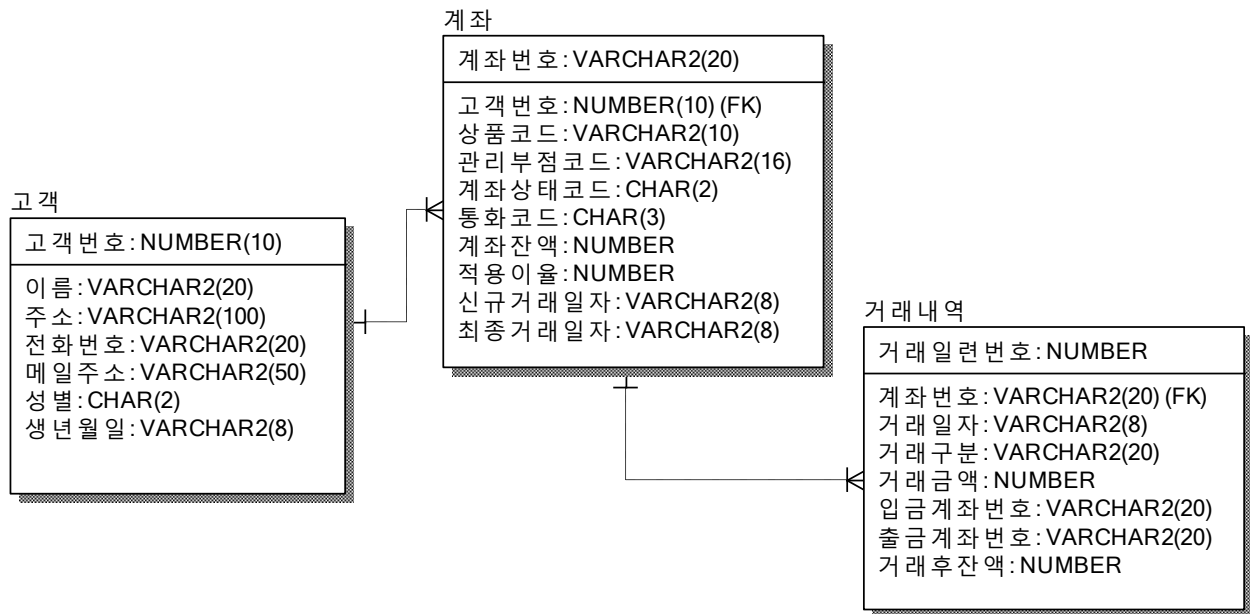 고객
고객번호:NUMBER(10)
이름:VARCHAR2(20)
주소:VARCHAR2(100)
전화번호:VARCHAR2(20)
메일주소:VARCHAR2(50)
성별:CHAR(2)
생년월일:VARCHAR2(8)
계좌
계좌번호:VARCHAR2(20)
고객번호:NUMBER(10) (FK)
상품코드:VARCHAR2(10)
관리부점코드:VARCHAR2(16)
계좌상태코드:CHAR(2)
통화코드:CHAR(3)
계좌잔액:NUMBER
적용이율:NUMBER
신규거래일자:VARCHAR2(8)
최종거래일자:VARCHAR2(8)
거래내역
거래일련번호:NUMBER
계좌번호:VARCHAR2(20) (FK)
거래일자:VARCHAR2(8)
거래구분:VARCHAR2(20)
거래금액:NUMBER
입금계좌번호:VARCHAR2(20)
출금계좌번호:VARCHAR2(20)
거래후잔액:NUMBER